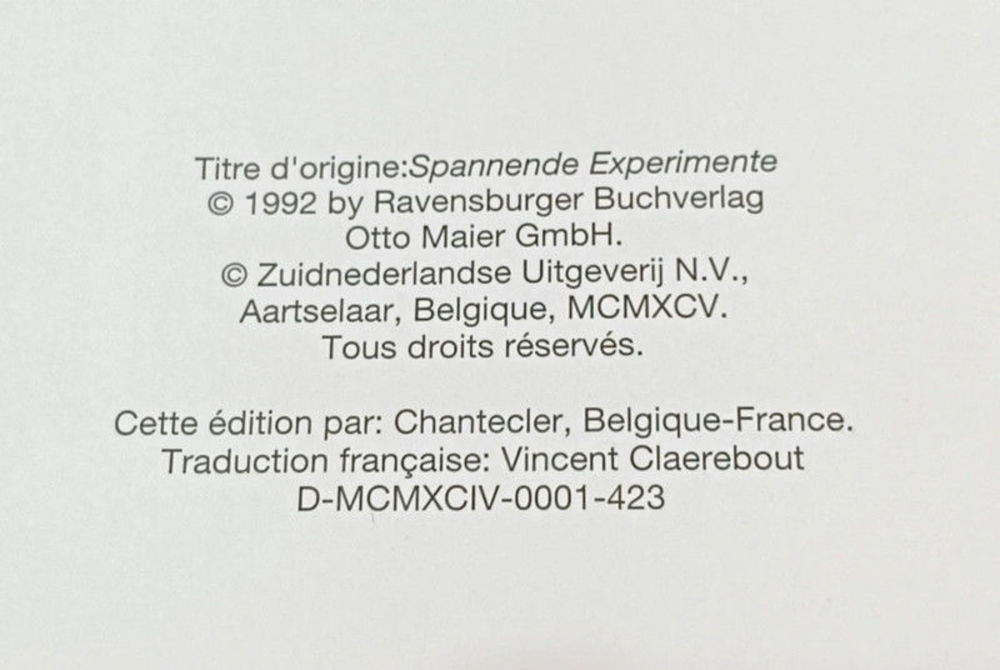 Titre d'origine:Spannende Experimente
© 1992 by Ravensburger Buchverlag
Otto Maier GmbH.
© Zuidnederlandse Uitgeverij N.V.,
Aartselaar, Belgique, MCMXCV.
Tous droits réservés.
Cette édition par: Chantecler, Belgique-France.
Traduction française: Vincent Claerebout
D-MCMXCIV-0001-423